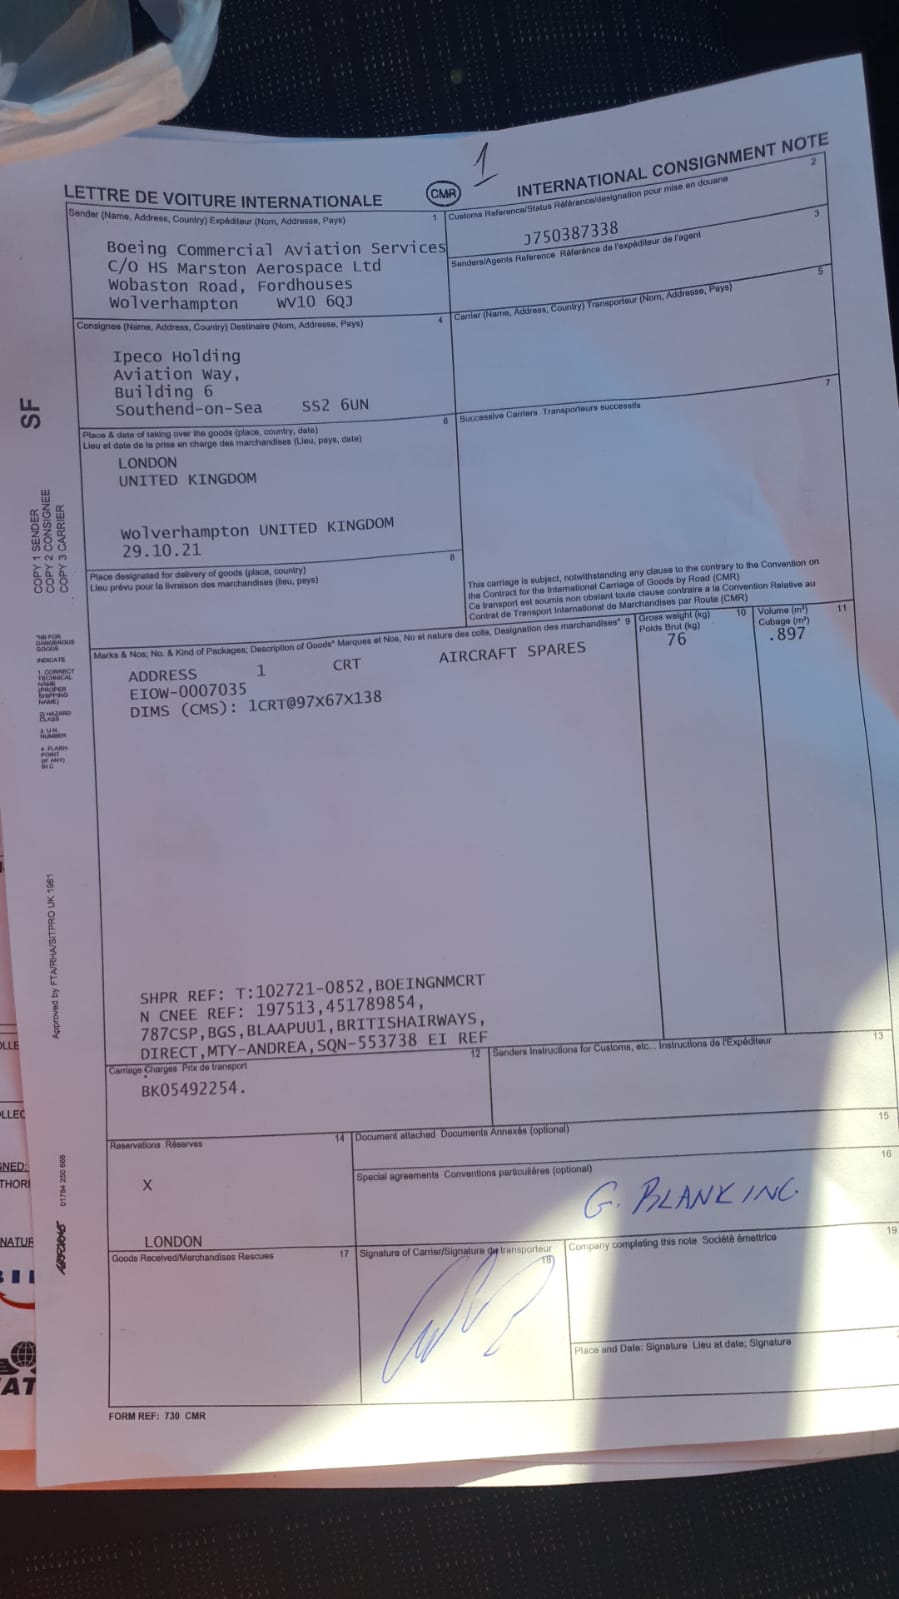 1
LETTRE DE VOITURE INTERNATIONALE
CMR
INTERNATIONAL CONSIGNMENT NOTE
Sender (Name, Address, Country) Expéditeur (Nom, Addresse, Pays)
1
Boeing Commercial Aviation Services
C/O HS Marston Aerospace Ltd
Wobaston Road, Fordhouses
Wolverhampton WV10 6QJ
Customs Reference/Status Référence/designation pour mise en douane
2
J750387338
Senders/Agents Reference Référence de l'expéditeur de l'agent
3
Consignee (Name, Address, Country) Destinaire (Nom, Addresse, Pays)
4
Ipeco Holding
Aviation Way,
Building 6
Southend-on-Sea SS2 6UN
Carrier (Name, Address, Country) Transporteur (Nom, Addresse, Pays)
5
Place & date of taking over the goods (place, country, date)
Lieu et date de la prise en charge des marchandises (Lieu, pays, date)
6
LONDON
UNITED KINGDOM
Wolverhampton UNITED KINGDOM
29.10.21
Successive Carriers Transporteurs successifs
7
Place designated for delivery of goods (place, country)
Lieu prévu pour la livraison des marchandises (lieu, pays)
8
This carriage is subject, notwithstanding any clause to the contrary to the Convention on
the Contract for the International Carriage of Goods by Road (CMR)
Ce transport est soumis non obstant toute clause contraire a la Convention Relative au
Contrat de Transport International de Marchandises par Route (CMR)
Marks & Nos; No. & Kind of Packages; Description of Goods* Marques et Nos, No et nature des colis, Designation des marchandises* 9
Gross weight (kg) 10
Poids Brut (kg)
76
Volume (m³) 11
Cubage (m³)
.897
ADDRESS 1 CRT AIRCRAFT SPARES
EIOW-0007035
DIMS (CMS): 1CRT@97X67X138
SHPR REF: T:102721-0852,BOEINGNMCRT
N CNEE REF: 197513,451789854,
787CSP,BGS,BLAAPUU1,BRITISHAIRWAYS,
DIRECT,MTY-ANDREA,SQN-553738 EI REF
Carriage Charges Prix de transport
12
BK05492254.
Senders Instructions for Customs, etc... Instructions de l'Expéditeur
13
Reservations Réserves
14
X
LONDON
Document attached Documents Annexés (optional)
15
Special agreements Conventions particulières (optional)
16
G. BLANKINC.
Goods Received/Merchandises Recues
17
Signature of Carrier/Signature du transporteur
18
Company completing this note Société émettrice
19
Place and Date: Signature Lieu et date; Signature
FORM REF: 730 CMR
SF
COPY 1 SENDER
COPY 2 CONSIGNEE
COPY 3 CARRIER
*NB FOR
DANGEROUS
GOODS
INDICATE
1. CORRECT
TECHNICAL
NAME
(PROPER
SHIPPING
NAME)
2) HAZARD
CLASS
3. U.N.
NUMBER
4. FLASH
POINT
(IF ANY)
IN C
Approved by FTA/RHA/SITPRO UK 1981
01784 250 666